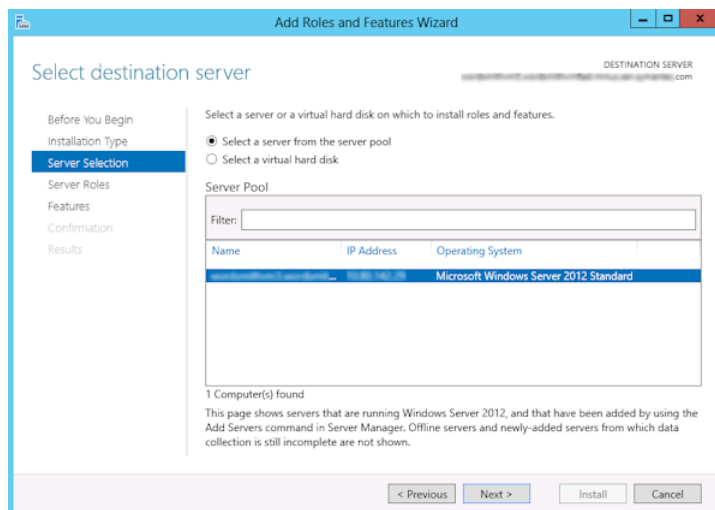 Add Roles and Features Wizard
Select destination server
DESTINATION SERVER
.com
Before You Begin
Installation Type
Server Selection
Server Roles
Features
Confirmation
Results
Select a server or a virtual hard disk on which to install roles and features.
Select a server from the server pool
Select a virtual hard disk
Server Pool
Filter:
Name IP Address Operating System
... Microsoft Windows Server 2012 Standard
1 Computer(s) found
This page shows servers that are running Windows Server 2012, and that have been added by using the
Add Servers command in Server Manager. Offline servers and newly-added servers from which data
collection is still incomplete are not shown.
< Previous Next > Install Cancel